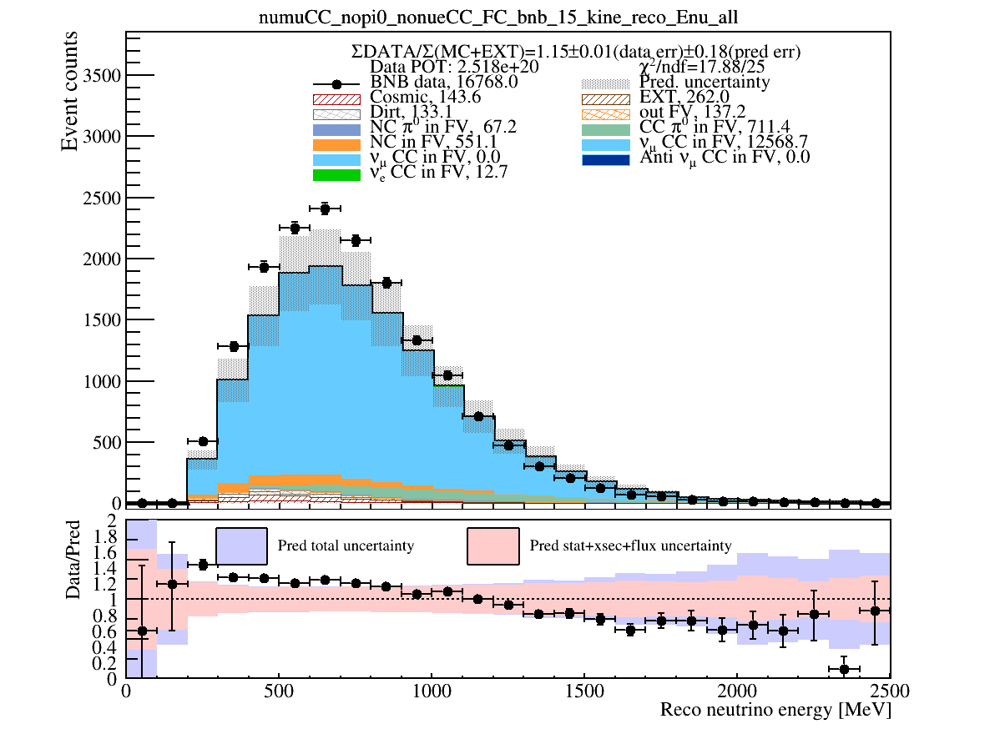 numuCC_nopi0_nonueCC_FC_bnb_15_kine_reco_Enu_all
ΣDATA/Σ(MC+EXT)=1.15±0.01(data err)±0.18(pred err)
Data POT: 2.518e+20
χ²/ndf=17.88/25
BNB data, 16768.0
Pred. uncertainty
Cosmic, 143.6
EXT, 262.0
Dirt, 133.1
out FV, 137.2
NC π⁰ in FV, 67.2
CC π⁰ in FV, 711.4
NC in FV, 551.1
νμ CC in FV, 12568.7
νμ CC in FV, 0.0
Anti νμ CC in FV, 0.0
νe CC in FV, 12.7
Event counts
3500
3000
2500
2000
1500
1000
500
0
Data/Pred
2
1.8
1.6
1.4
1.2
1
0.8
0.6
0.4
0.2
0
Pred total uncertainty
Pred stat+xsec+flux uncertainty
0
500
1000
1500
2000
2500
Reco neutrino energy [MeV]